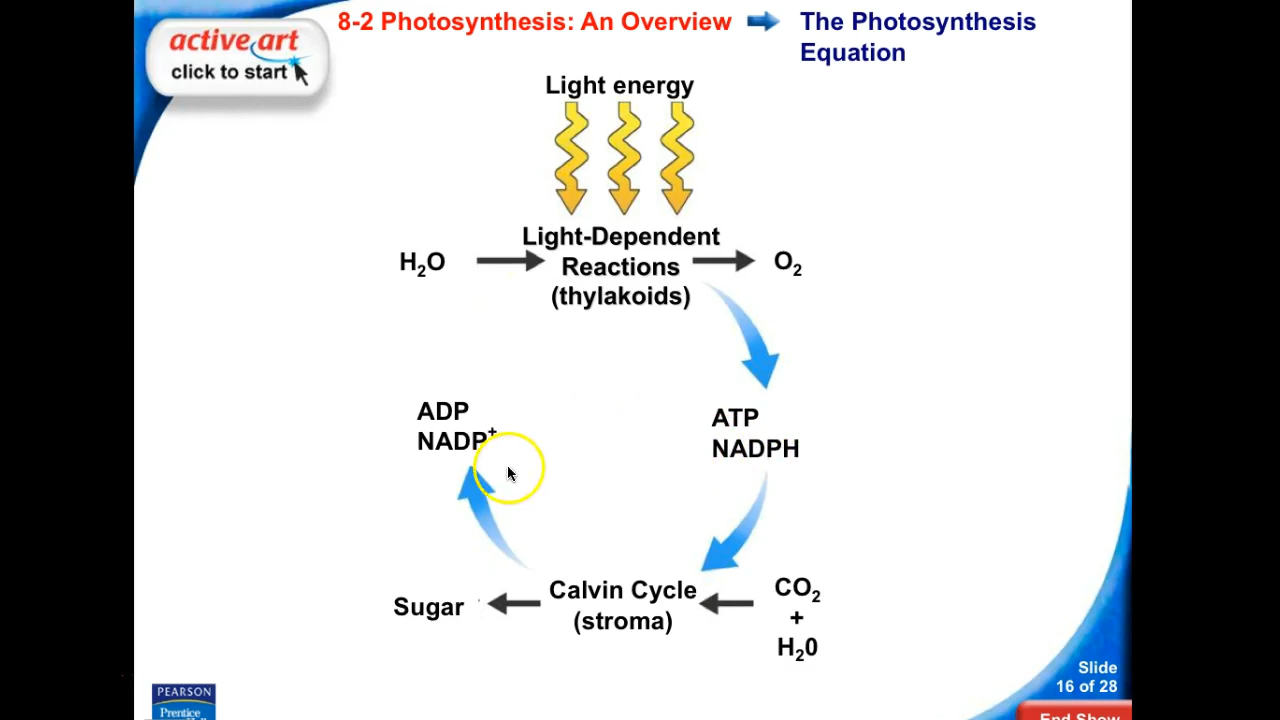 8-2 Photosynthesis: An Overview
The Photosynthesis
Equation
active art
click to start
Light energy
Light-Dependent
Reactions
(thylakoids)
H₂O
O₂
ADP
NADP⁺
ATP
NADPH
Calvin Cycle
(stroma)
Sugar
CO₂
+
H₂0
Slide
16 of 28
PEARSON
Prentice
End Show